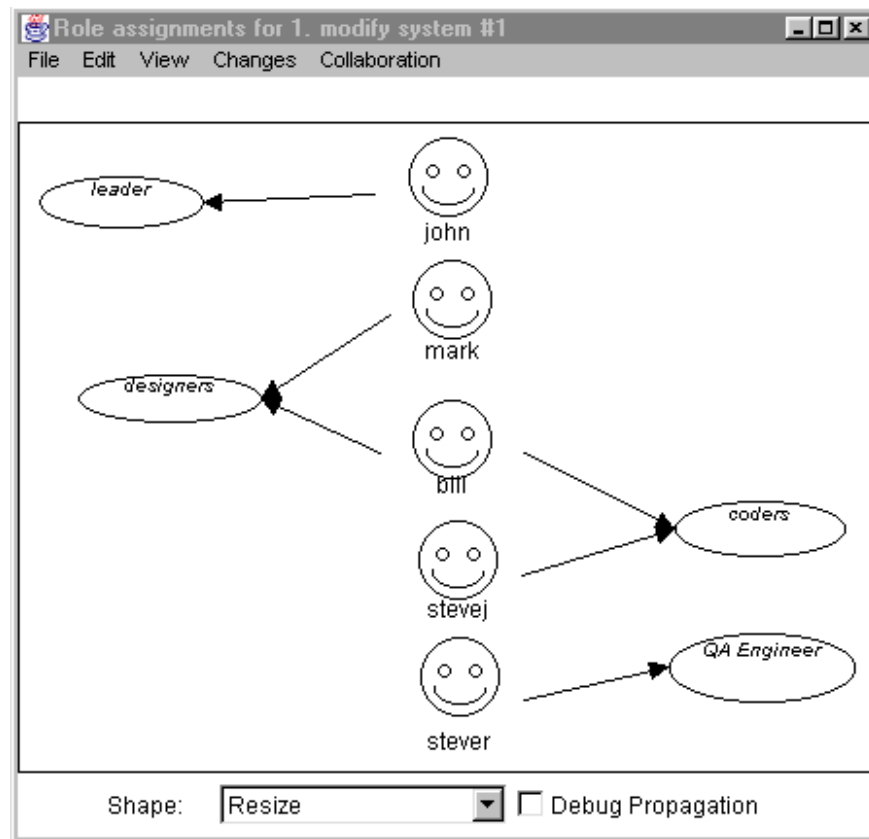 Role assignments for 1. modify system #1
File Edit View Changes Collaboration
leader
john
mark
designers
bill
coders
stevej
QA Engineer
stever
Shape: Resize Debug Propagation